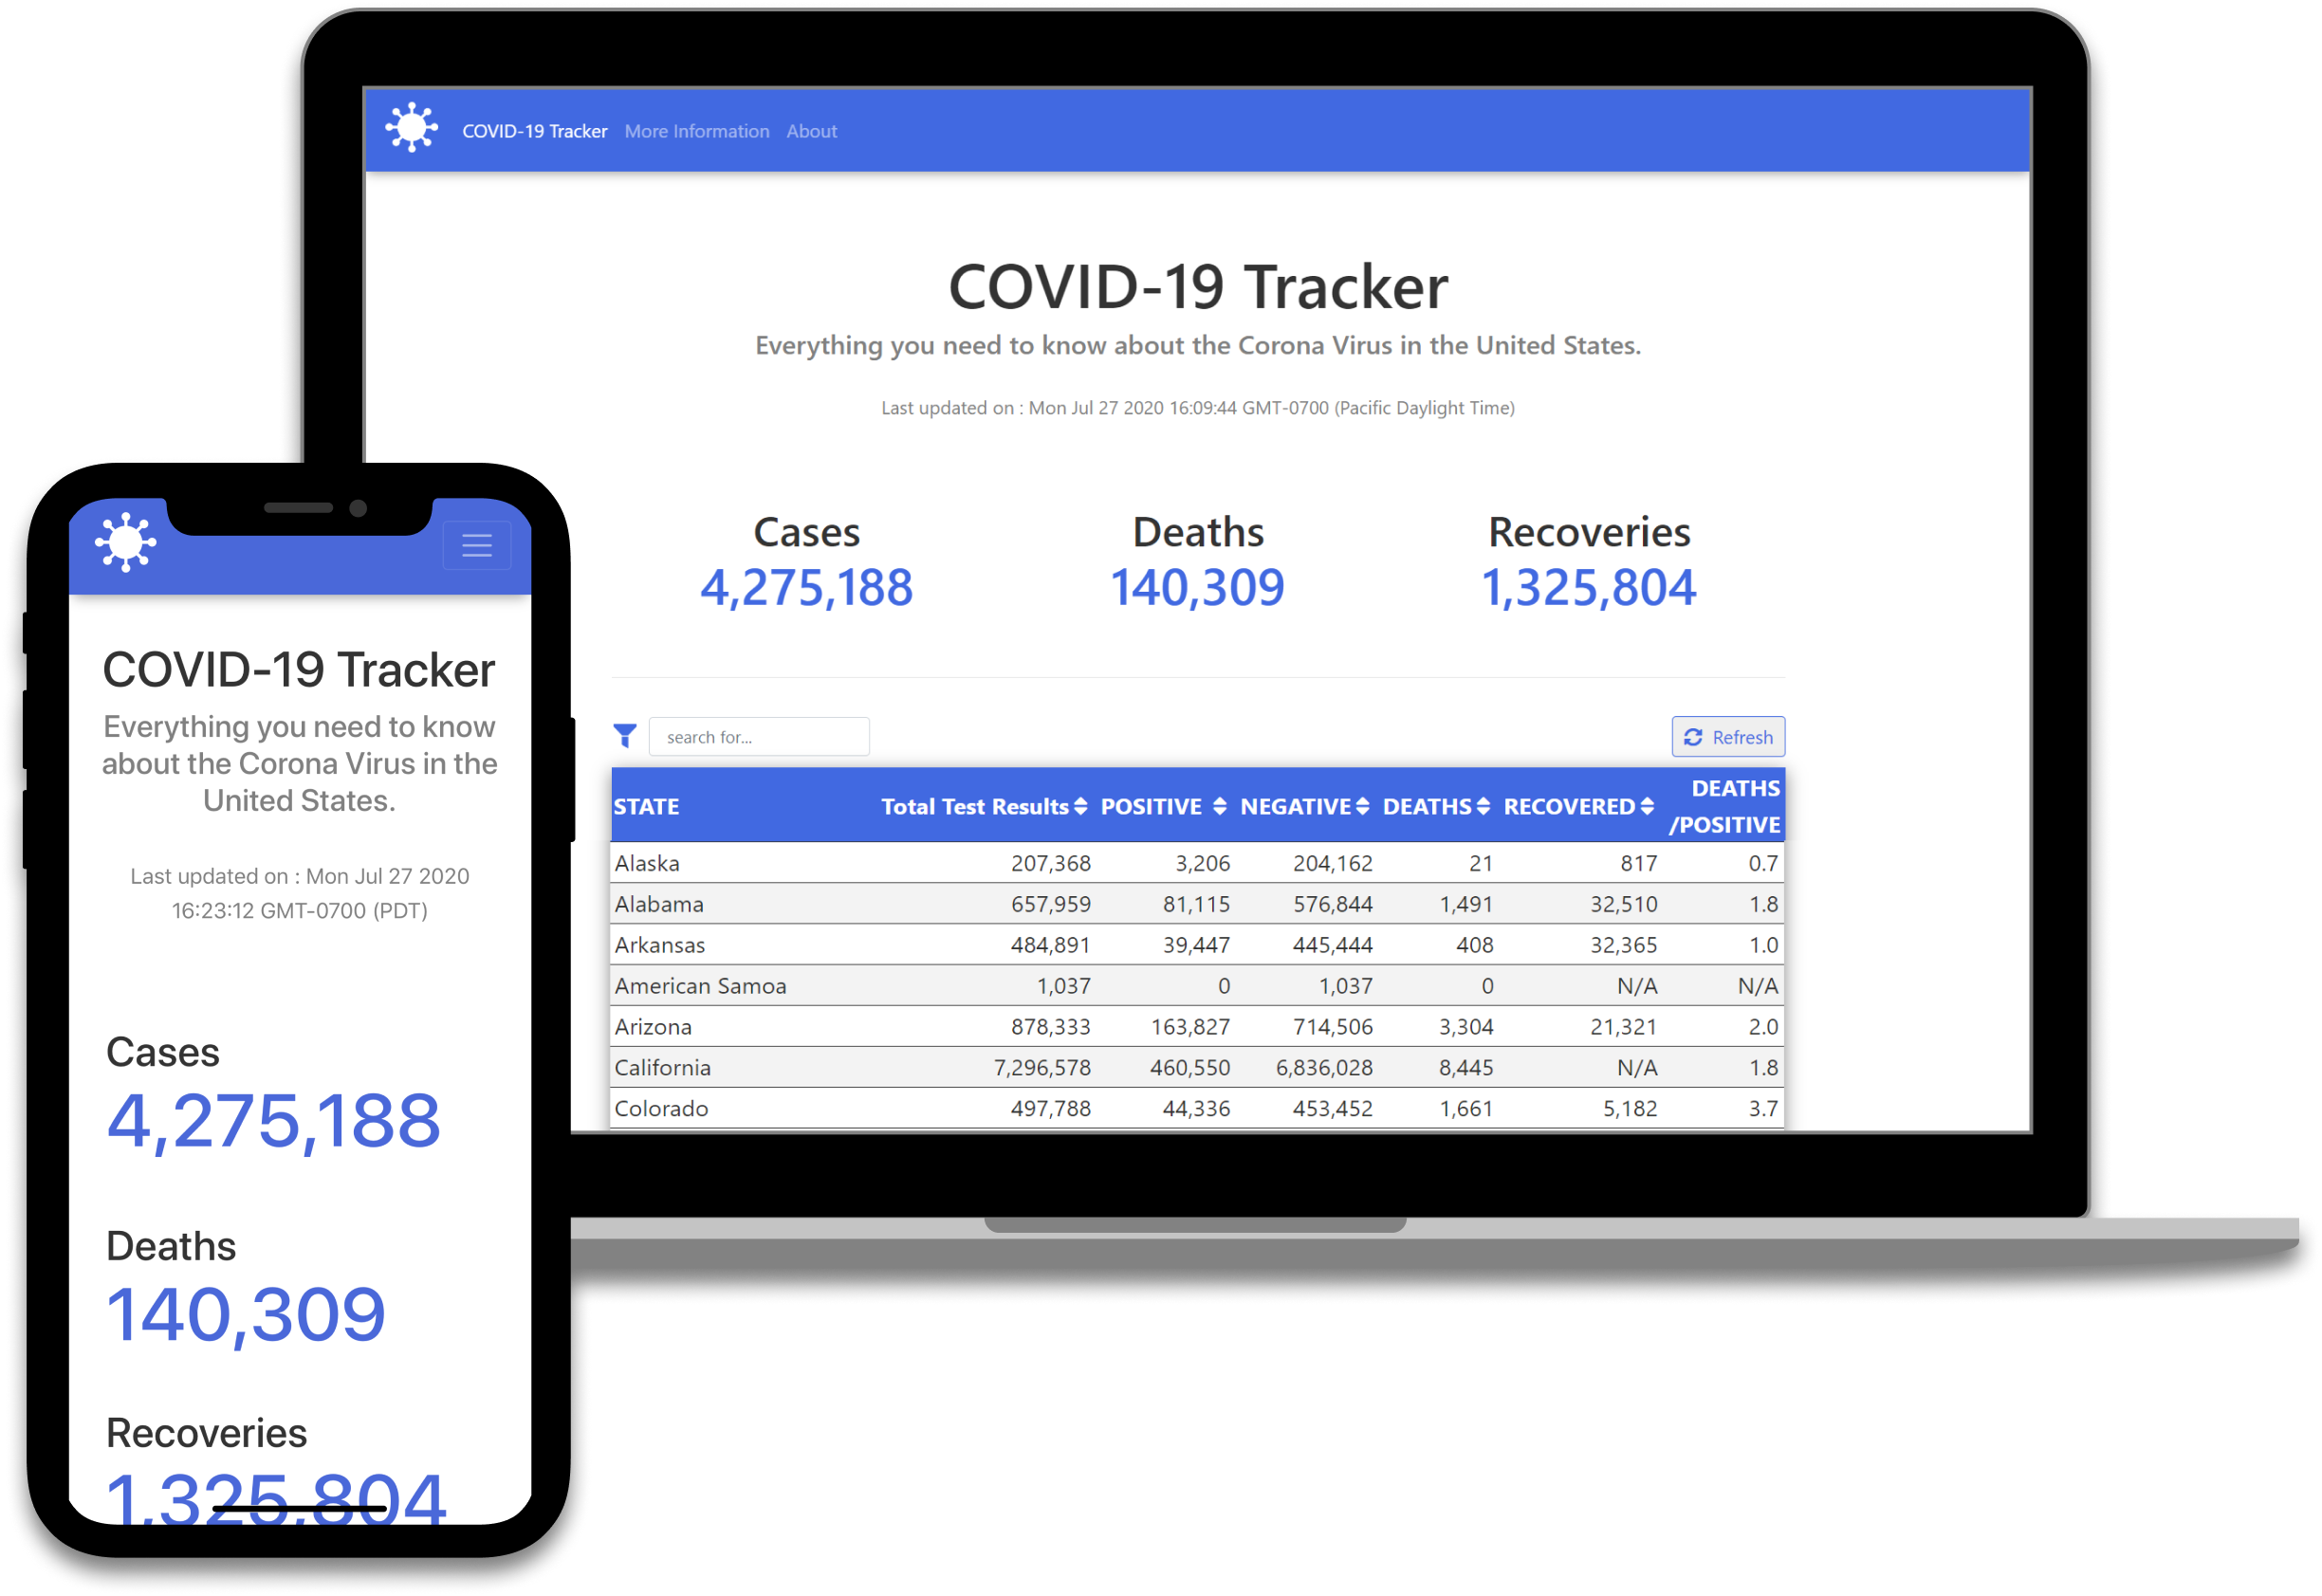 COVID-19 Tracker More Information About
COVID-19 Tracker
Everything you need to know about the Corona Virus in the United States.
Last updated on : Mon Jul 27 2020 16:09:44 GMT-0700 (Pacific Daylight Time)
Cases Deaths Recoveries
4,275,188 140,309 1,325,804
search for... Refresh
STATE Total Test Results POSITIVE NEGATIVE DEATHS RECOVERED DEATHS
/POSITIVE
Alaska 207,368 3,206 204,162 21 817 0.7
Alabama 657,959 81,115 576,844 1,491 32,510 1.8
Arkansas 484,891 39,447 445,444 408 32,365 1.0
American Samoa 1,037 0 1,037 0 N/A N/A
Arizona 878,333 163,827 714,506 3,304 21,321 2.0
California 7,296,578 460,550 6,836,028 8,445 N/A 1.8
Colorado 497,788 44,336 453,452 1,661 5,182 3.7
COVID-19 Tracker
Everything you need to know
about the Corona Virus in the
United States.
Last updated on : Mon Jul 27 2020
16:23:12 GMT-0700 (PDT)
Cases
4,275,188
Deaths
140,309
Recoveries
1,325,804